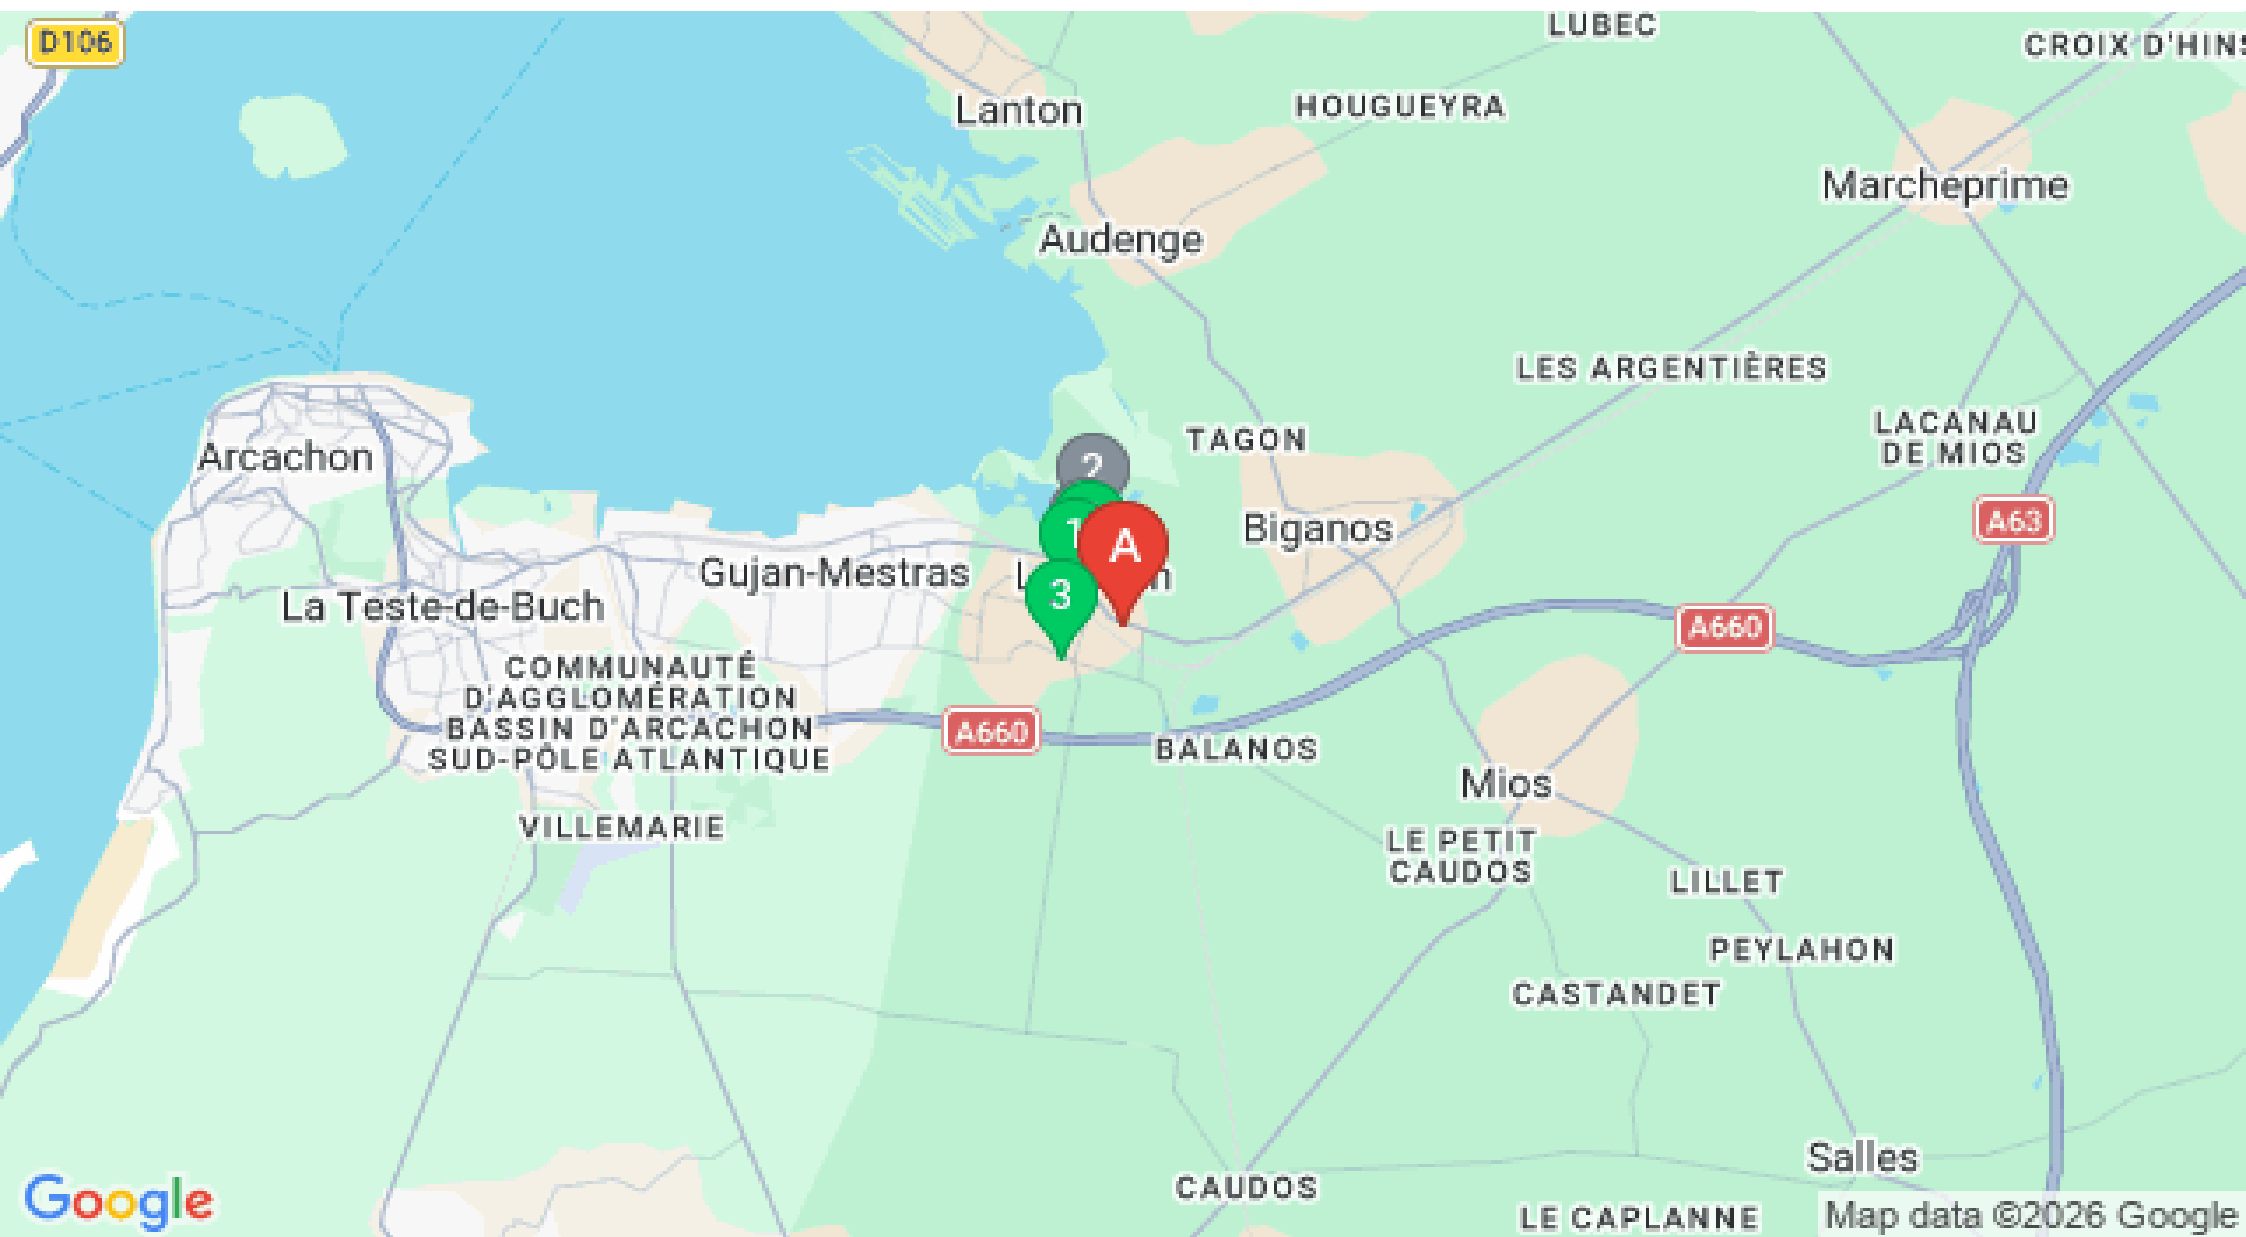 D106
LUBEC
CROIX D'HINS
Lanton
HOUGUEYRA
Marcheprime
Audenge
LES ARGENTIÈRES
TAGON
LACANAU
DE MIOS
Arcachon
2
1
A
3
Biganos
A63
Gujan-Mestras
La Teste-de-Buch
A660
COMMUNAUTÉ
D'AGGLOMÉRATION
BASSIN D'ARCACHON
SUD-PÔLE ATLANTIQUE
A660
BALANOS
Mios
VILLEMARIE
LE PETIT
CAUDOS
LILLET
PEYLAHON
CASTANDET
Salles
CAUDOS
LE CAPLANNE
Google
Map data ©2026 Google